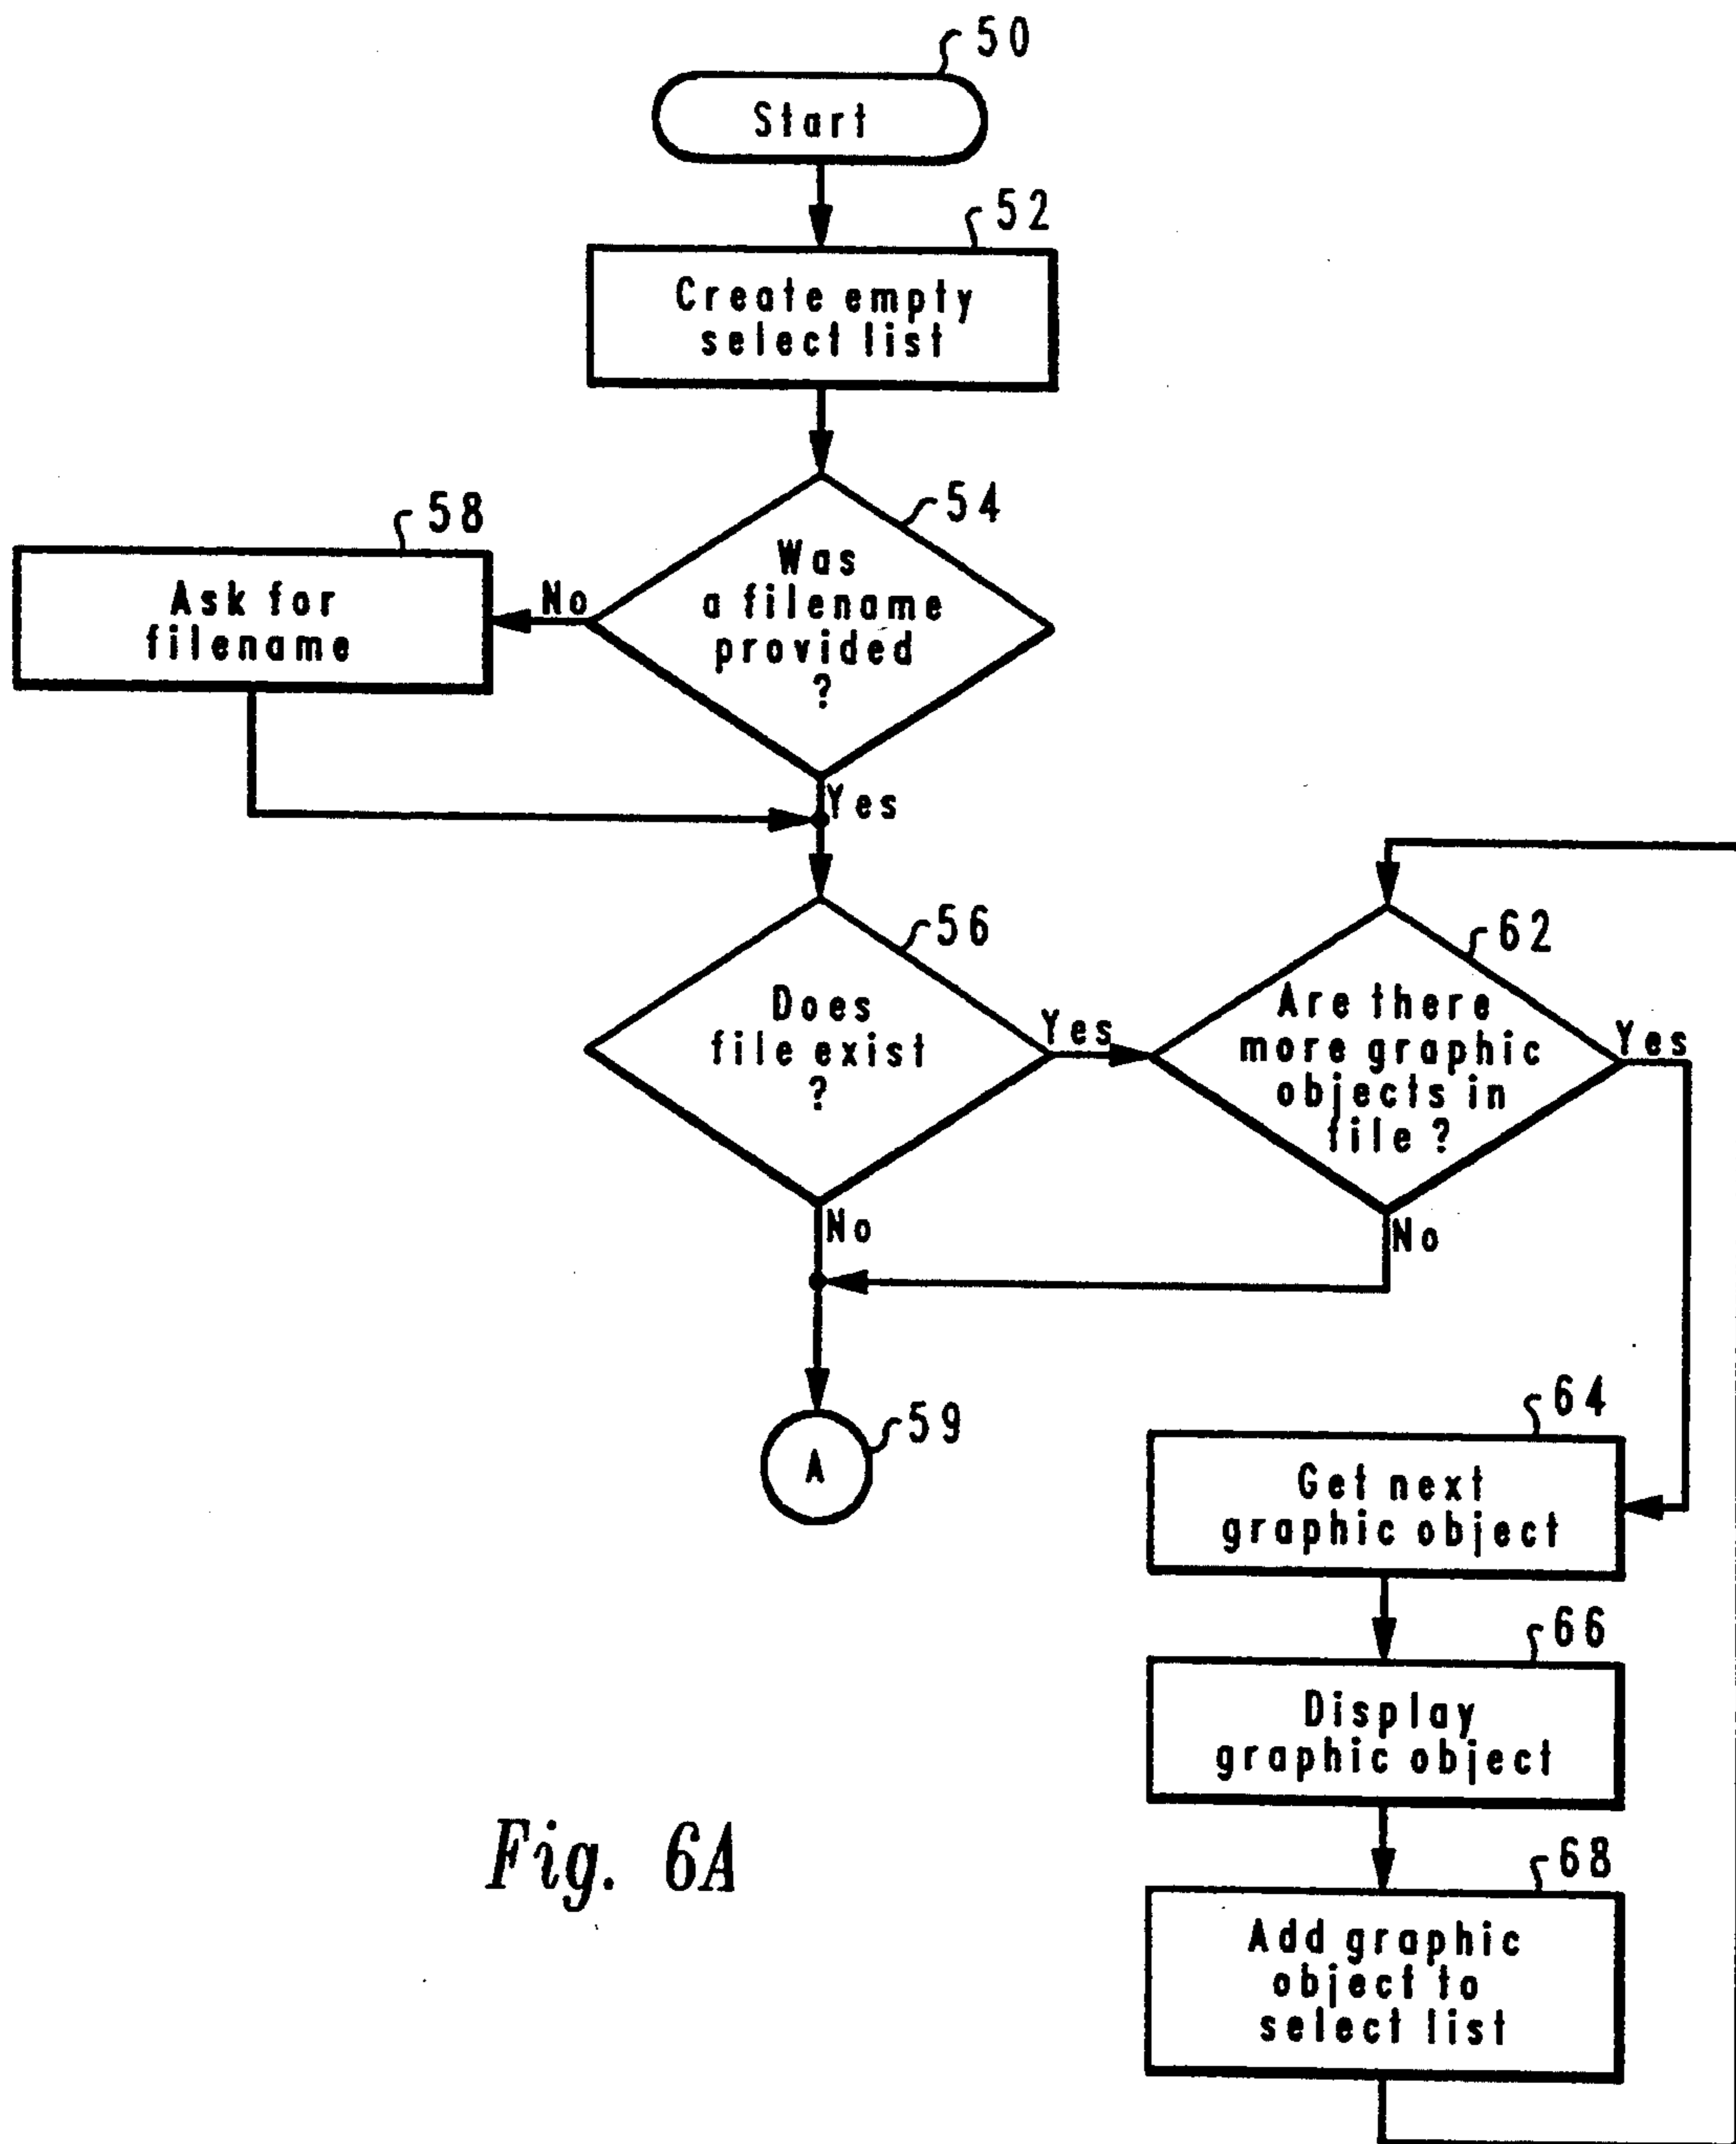 50
Start
52
Create empty
select list
54
Was
a filename
provided
?
No
58
Ask for
filename
Yes
56
Does
file exist
?
Yes
62
Are there
more graphic
objects in
file ?
Yes
No
No
59
A
64
Get next
graphic object
66
Display
graphic object
68
Add graphic
object to
select list
Fig. 6A